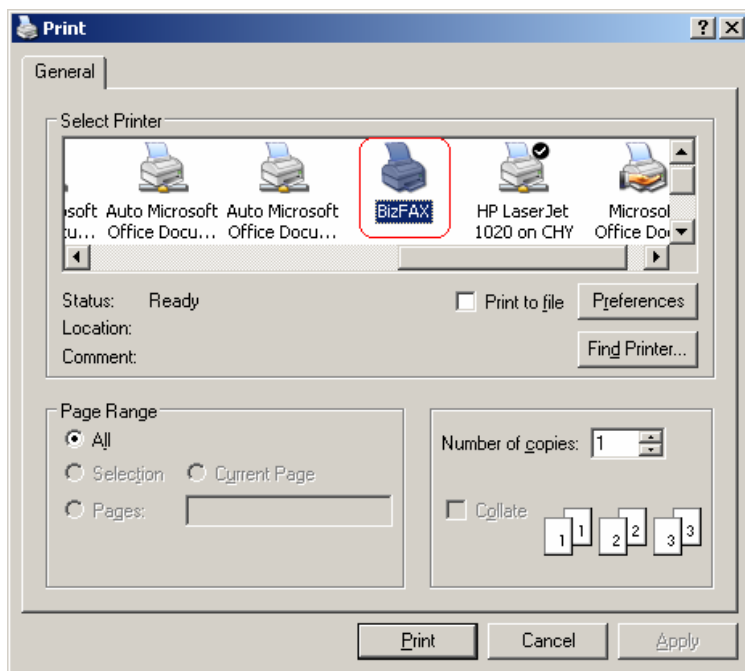 Print
General
Select Printer
Auto Microsoft Auto Microsoft BizFAX HP LaserJet
Office Docu... Office Docu... 1020 on CHY Office
Status: Ready
Location:
Comment:
Print to file
Preferences
Find Printer...
Page Range
All
Selection Current Page
Pages:
Number of copies: 1
Collate
1 1 2 2 3 3
Print Cancel Apply